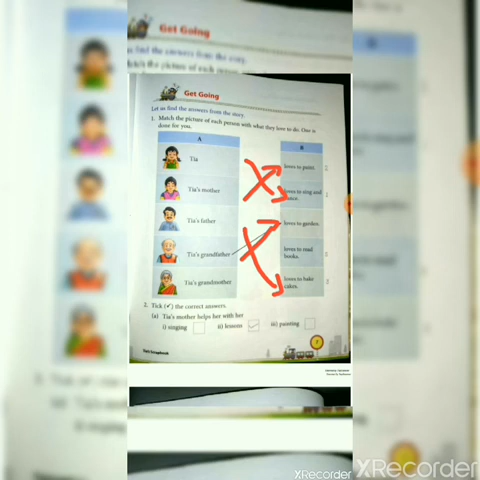 Get Going
Get Going
Let us find the answers from the story.
1. Match the picture of each person with what they love to do. One is
done for you.
A
B
Tia
loves to paint.
Tia's mother
loves to sing and
dance.
Tia's father
loves to garden.
Tia's grandfather
loves to read
books.
Tia's grandmother
loves to bake
cakes.
2. Tick (✓) the correct answers.
(a) Tia's mother helps her with her
i) singing
ii) lessons ✓
iii) painting
XRecorder
XRecorder